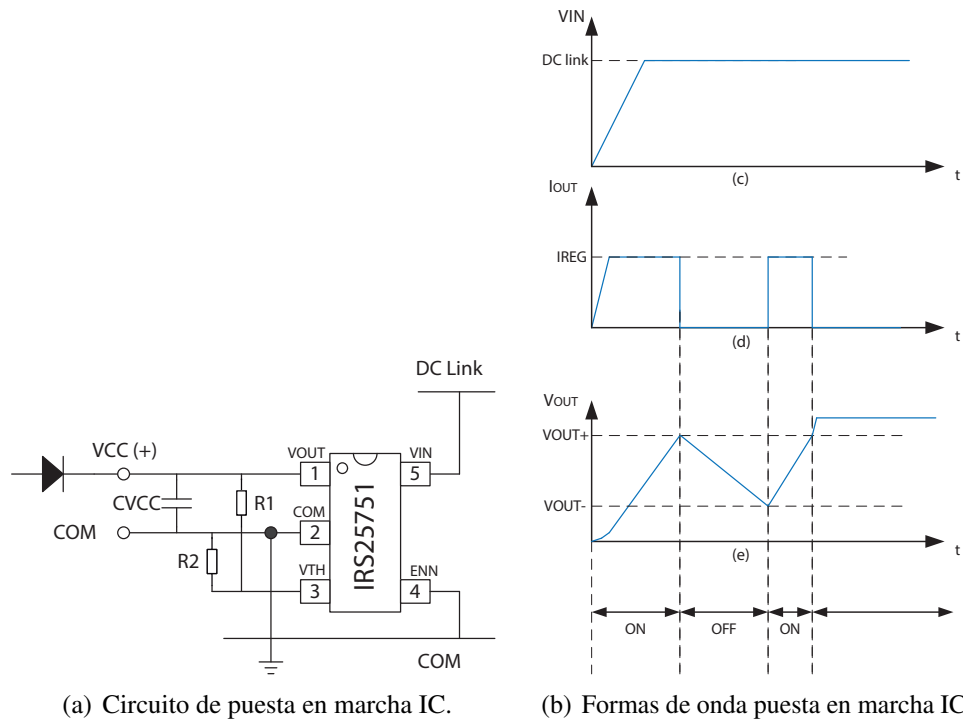 DC Link
VCC (+)
VOUT
VIN
1
5
CVCC
R1
COM
COM
2
R2
IRS25751
VTH
ENN
3
4
COM
(a) Circuito de puesta en marcha IC.
VIN
DC link
t
(c)
IOUT
IREG
t
(d)
VOUT
VOUT+
VOUT-
t
(e)
ON
OFF
ON
(b) Formas de onda puesta en marcha IC